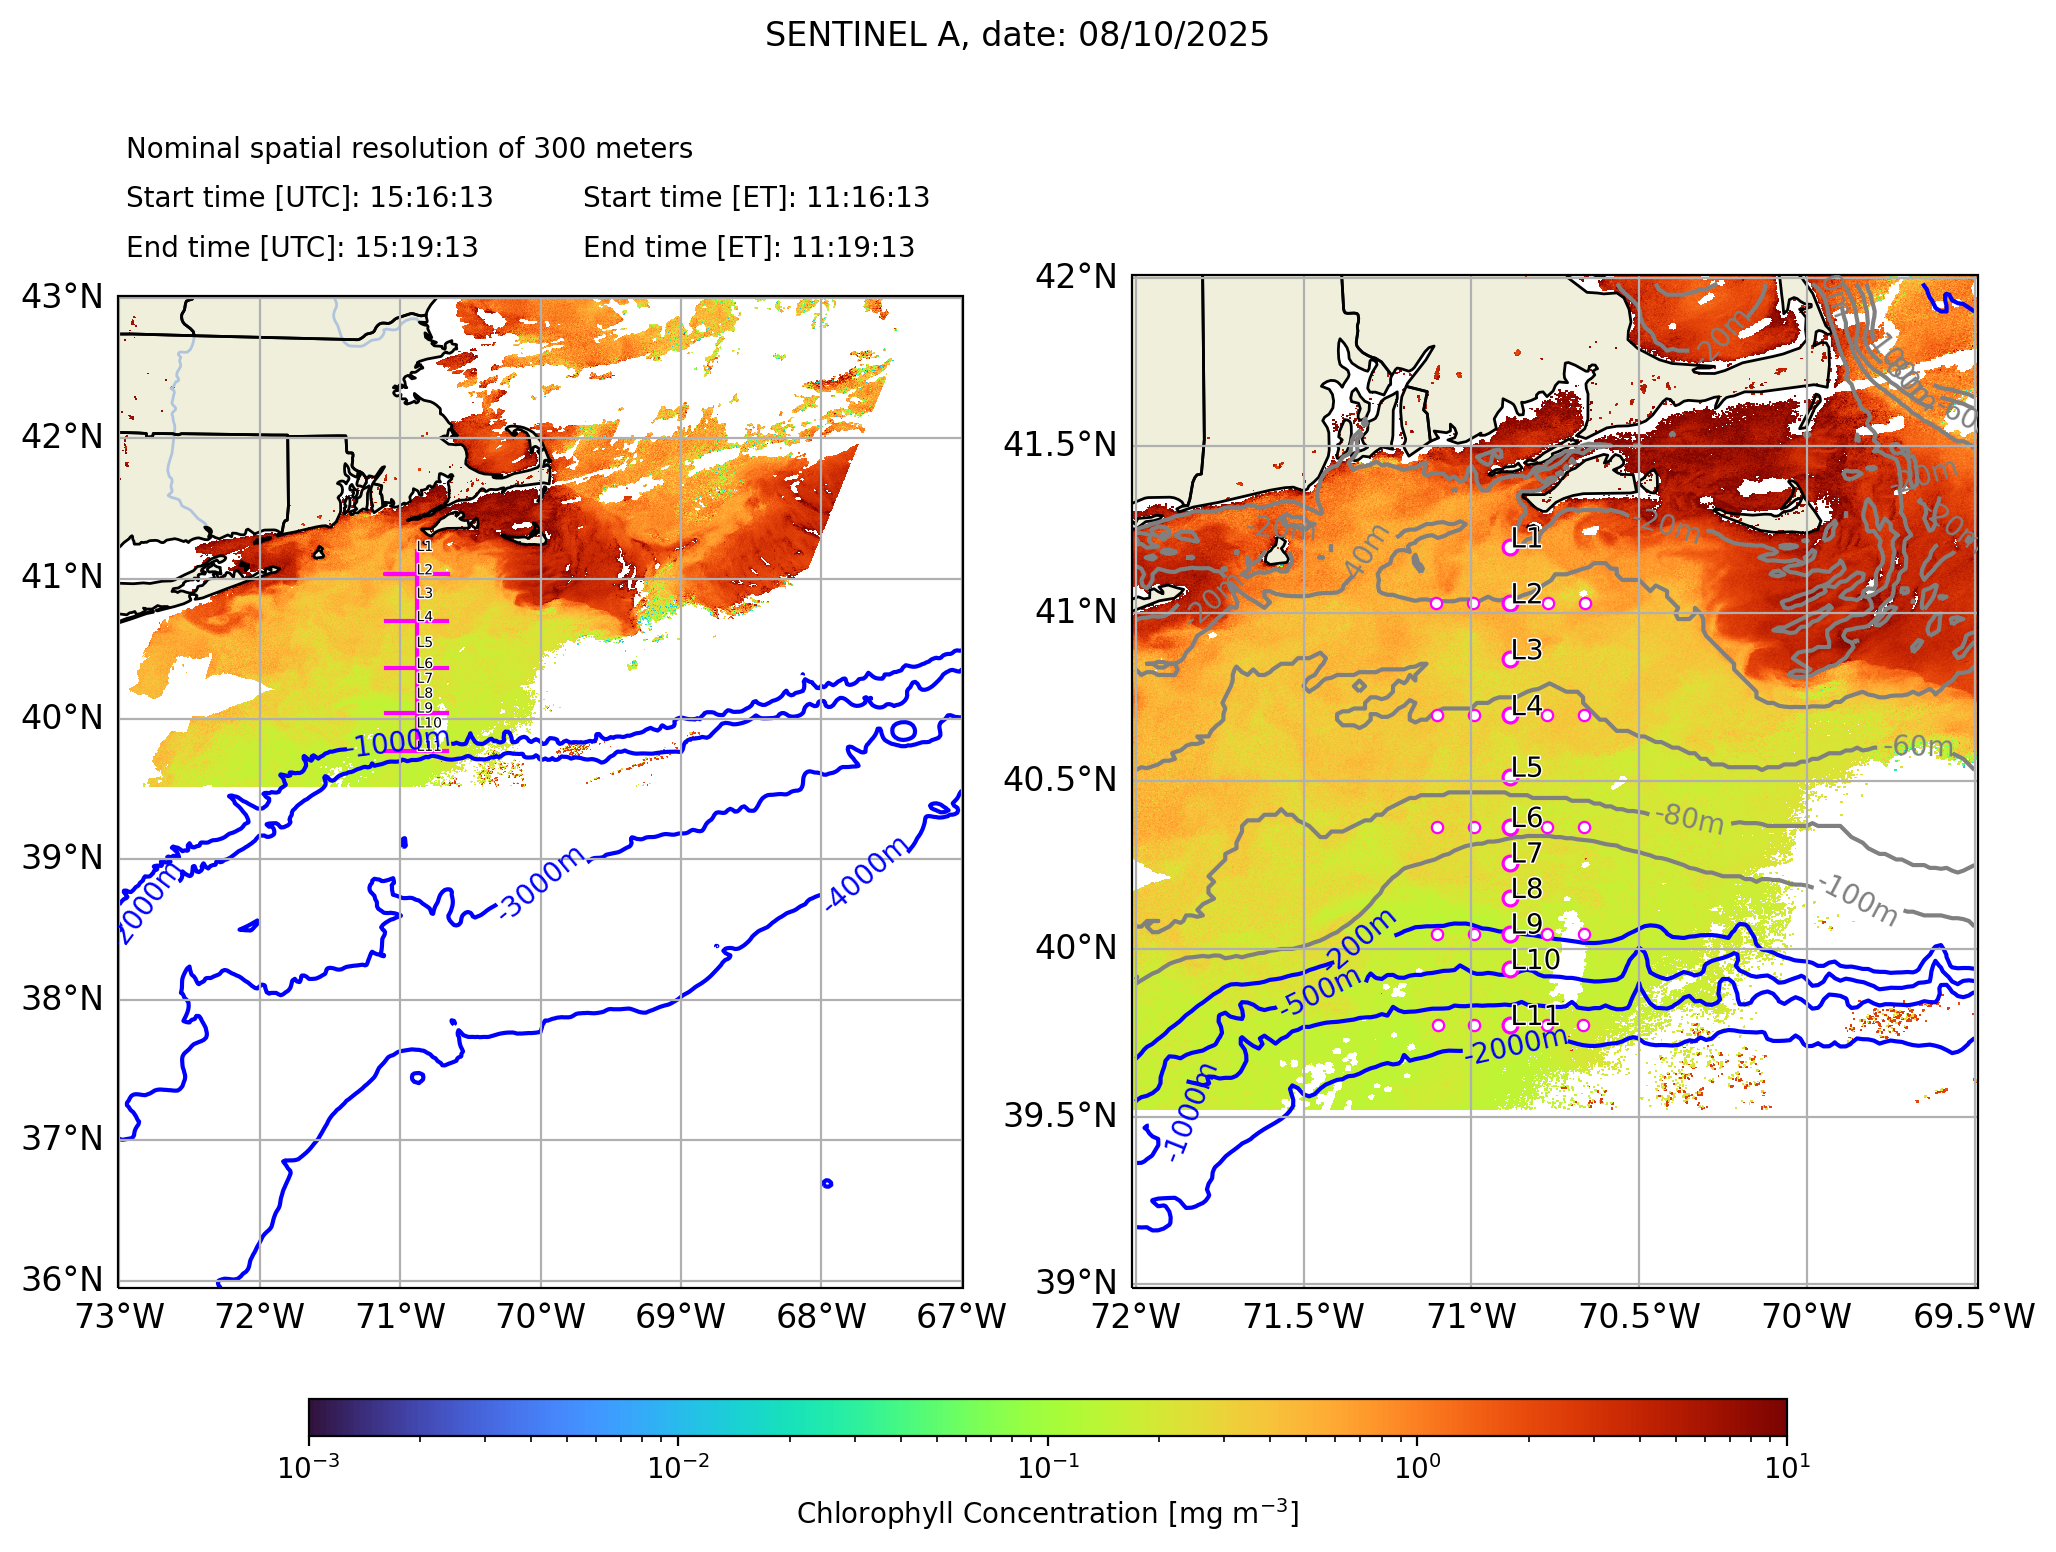 SENTINEL A, date: 08/10/2025
Nominal spatial resolution of 300 meters
Start time [UTC]: 15:16:13 Start time [ET]: 11:16:13
End time [UTC]: 15:19:13 End time [ET]: 11:19:13
43°N
42°N
41°N
40°N
39°N
38°N
37°N
36°N
73°W 72°W 71°W 70°W 69°W 68°W 67°W
L1
L2
L3
L4
L5
L6
L7
L8
L9
L10
L11
-1000m
2000m
-3000m
-4000m
42°N
41.5°N
41°N
40.5°N
40°N
39.5°N
39°N
72°W 71.5°W 71°W 70.5°W 70°W 69.5°W
-20m
-100m
-20m
40m
-20m
-20m
L1
L2
L3
L4
L5
L6
L7
L8
L9
L10
L11
-60m
-80m
-100m
-200m
-500m
-1000m
-2000m
10⁻³ 10⁻² 10⁻¹ 10⁰ 10¹
Chlorophyll Concentration [mg m⁻³]